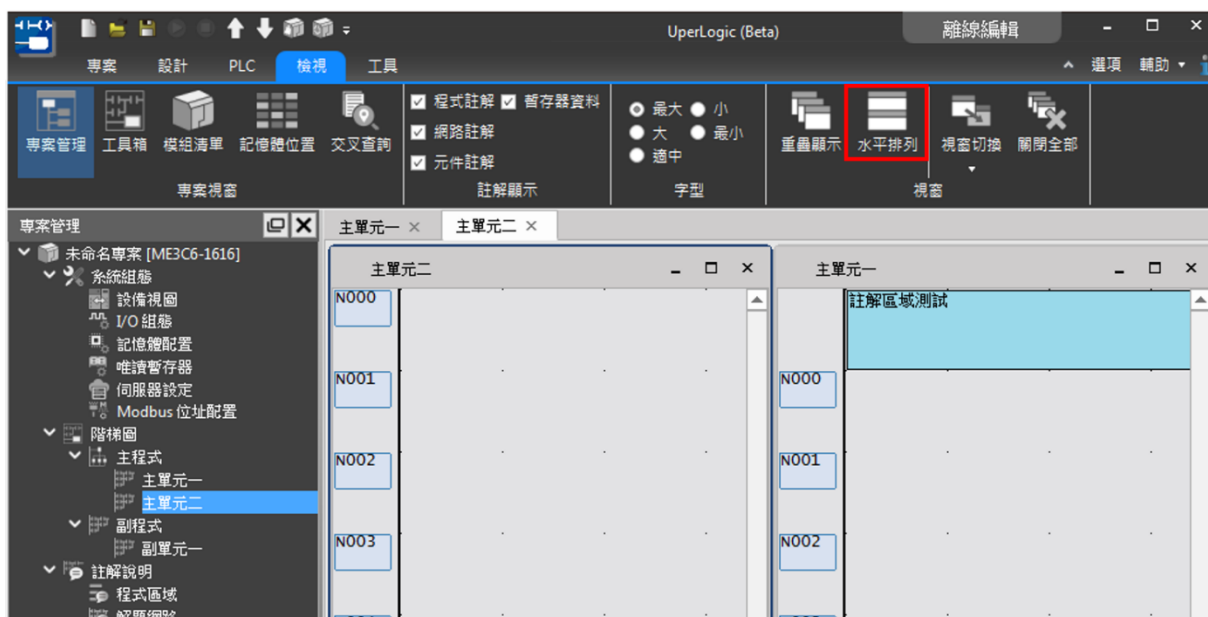 UperLogic (Beta)
離線編輯
專案 設計 PLC 檢視 工具
選項 輔助
專案管理 工具箱 模組清單 記憶體位置 交叉查詢
專案視窗
程式註解 暫存器資料
網路註解
元件註解
註解顯示
最大 小
大 最小
適中
字型
重疊顯示 水平排列 視窗切換 關閉全部
視窗
專案管理
未命名專案 [ME3C6-1616]
系統組態
設備視圖
I/O 組態
記憶體配置
唯讀暫存器
伺服器設定
Modbus 位址配置
階梯圖
主程式
主單元一
主單元二
副程式
副單元一
註解說明
程式區域
主單元一 主單元二
主單元二
N000
N001
N002
N003
主單元一
註解區域測試
N000
N001
N002